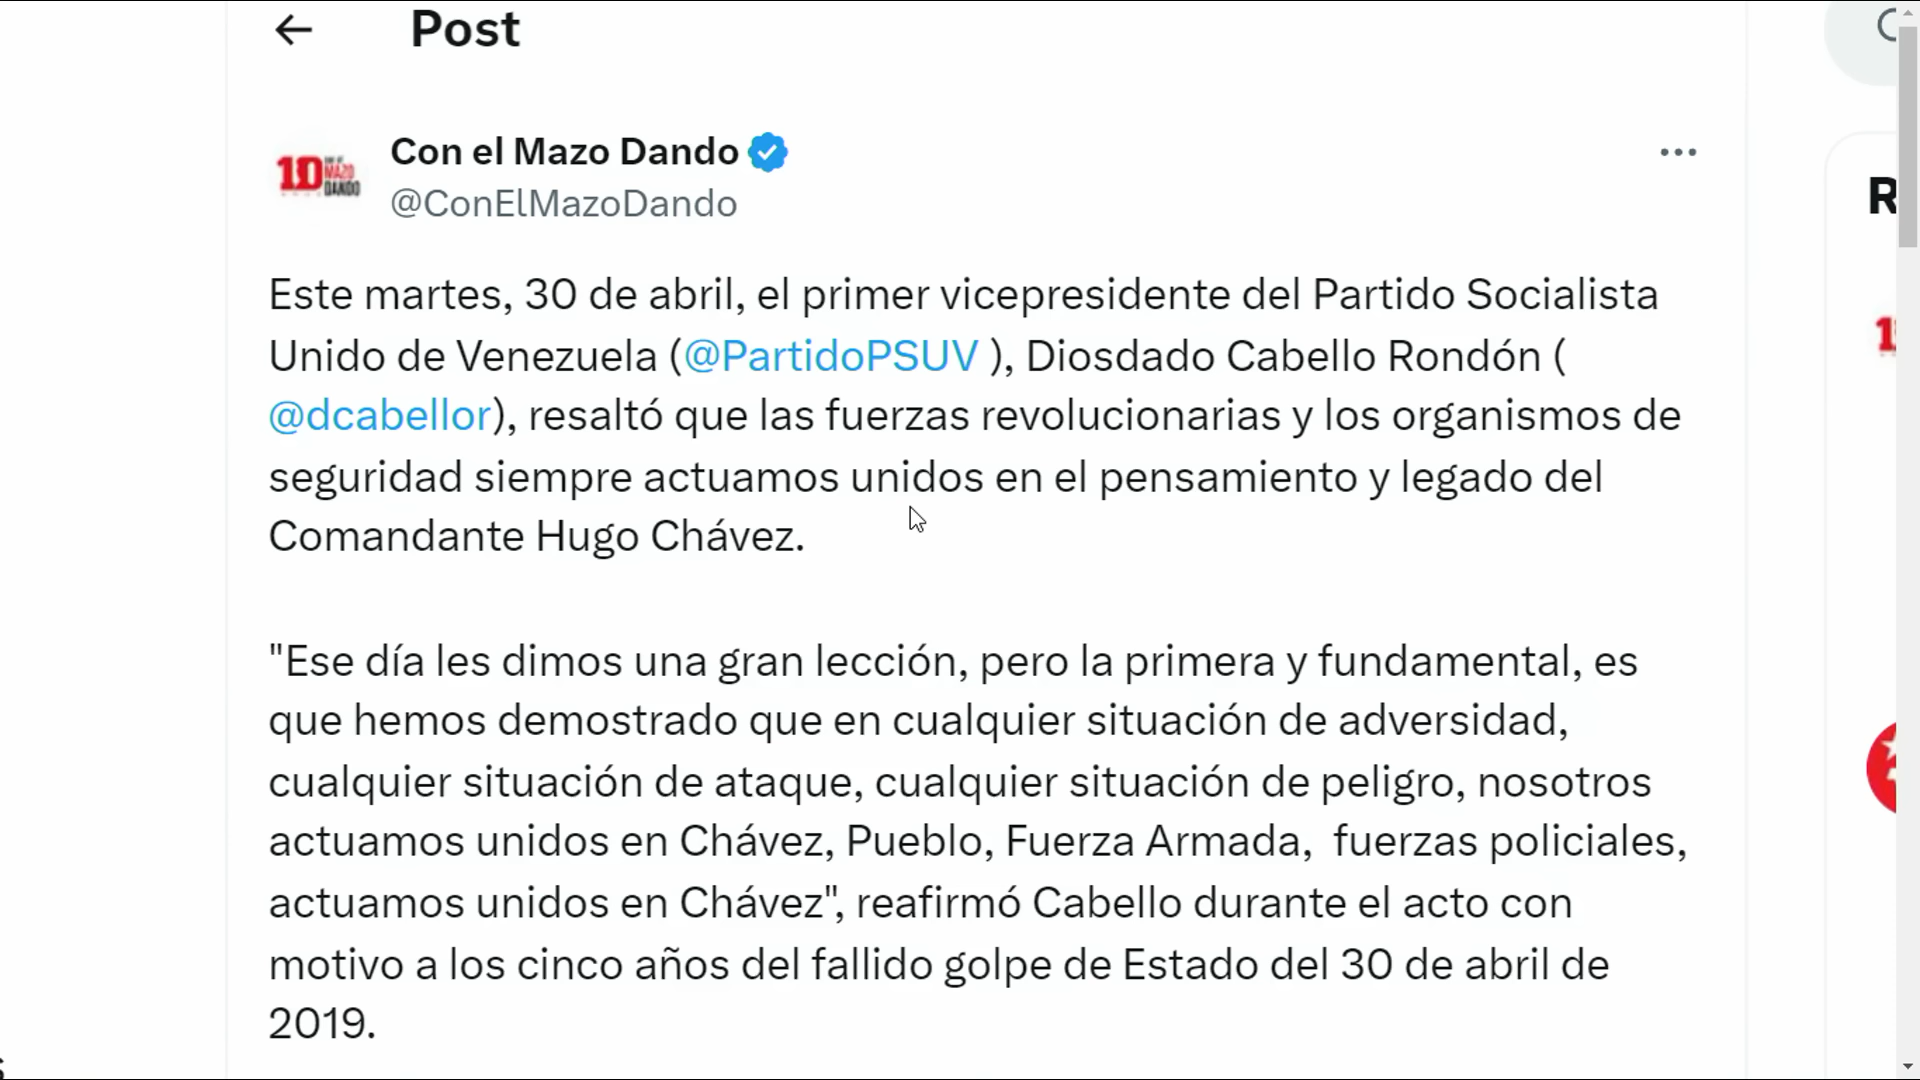 Post
Con el Mazo Dando
@ConElMazoDando
Este martes, 30 de abril, el primer vicepresidente del Partido Socialista
Unido de Venezuela (@PartidoPSUV ), Diosdado Cabello Rondón (
@dcabellor), resaltó que las fuerzas revolucionarias y los organismos de
seguridad siempre actuamos unidos en el pensamiento y legado del
Comandante Hugo Chávez.
"Ese día les dimos una gran lección, pero la primera y fundamental, es
que hemos demostrado que en cualquier situación de adversidad,
cualquier situación de ataque, cualquier situación de peligro, nosotros
actuamos unidos en Chávez, Pueblo, Fuerza Armada,  fuerzas policiales,
actuamos unidos en Chávez", reafirmó Cabello durante el acto con
motivo a los cinco años del fallido golpe de Estado del 30 de abril de
2019.